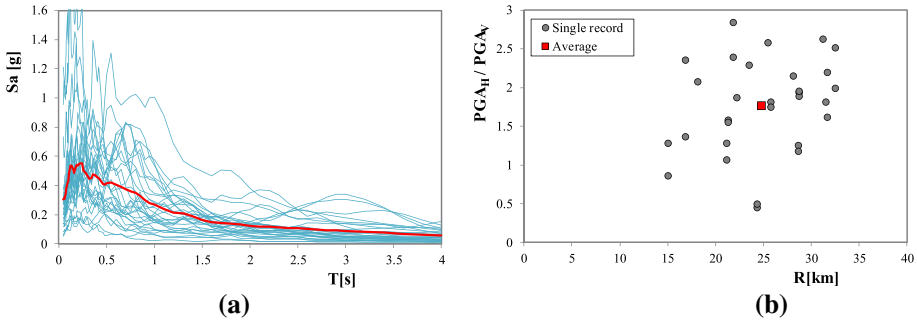 Sa [g]
1.6
1.4
1.2
1
0.8
0.6
0.4
0.2
0
0 0.5 1 1.5 2 2.5 3 3.5 4
T[s]
(a)
PGA_H / PGA_V
3
2.5
2
1.5
1
0.5
0
Single record
Average
0 5 10 15 20 25 30 35 40
R[km]
(b)